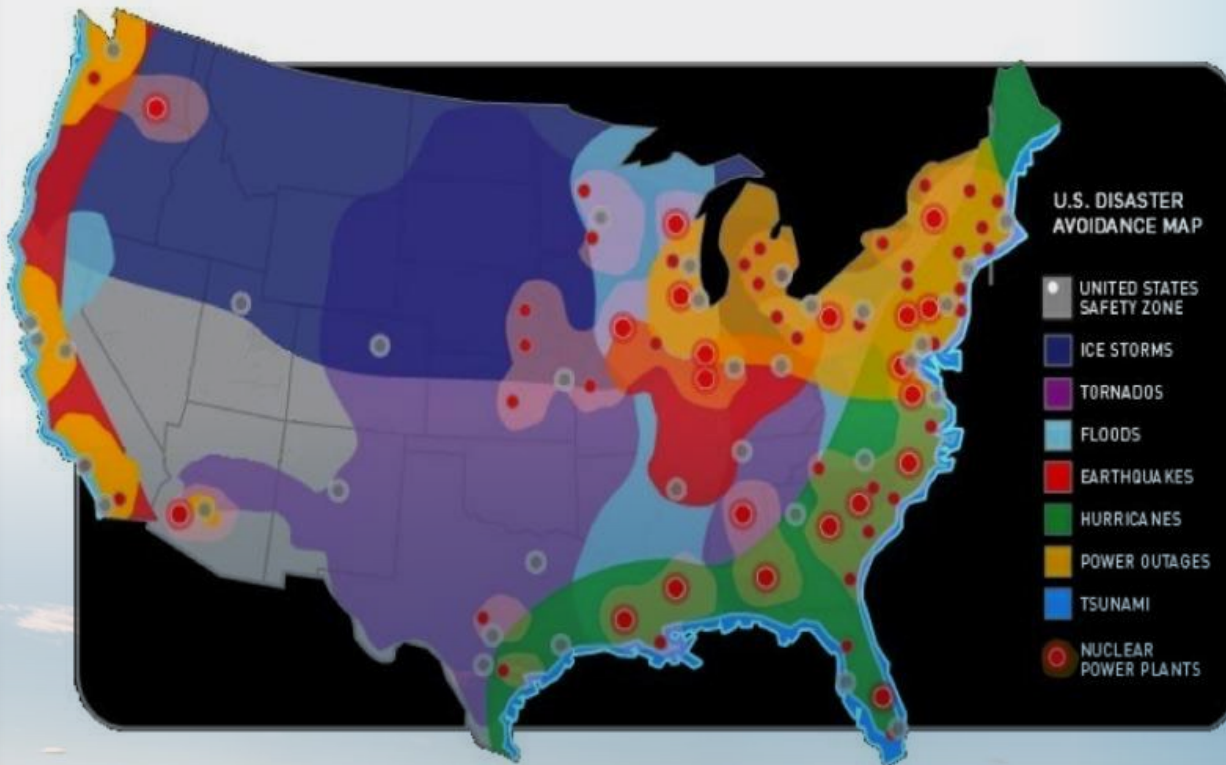 U.S. DISASTER
AVOIDANCE MAP
UNITED STATES
SAFETY ZONE
ICE STORMS
TORNADOS
FLOODS
EARTHQUAKES
HURRICANES
POWER OUTAGES
TSUNAMI
NUCLEAR
POWER PLANTS